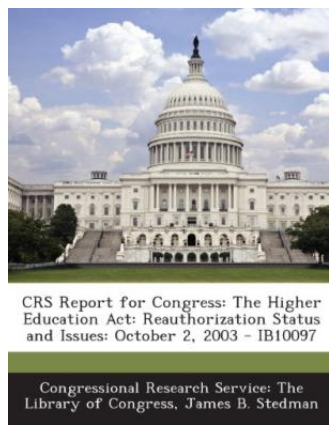 CRS Report for Congress: The Higher
Education Act: Reauthorization Status
and Issues: October 2, 2003 - IB10097
Congressional Research Service: The
Library of Congress, James B. Stedman